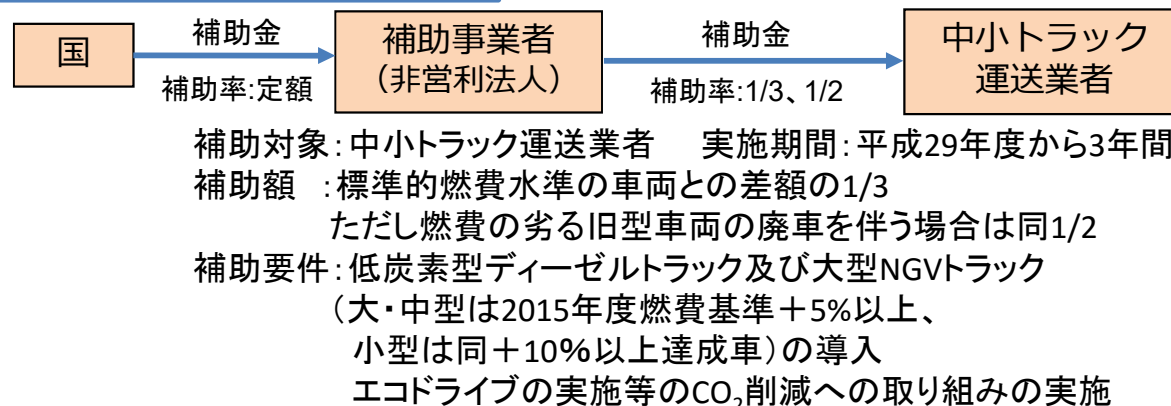 国
補助金
補助率:定額
補助事業者
（非営利法人）
補助金
補助率:1/3、1/2
中小トラック
運送業者
補助対象：中小トラック運送業者　実施期間：平成29年度から3年間
補助額　：標準的燃費水準の車両との差額の1/3
ただし燃費の劣る旧型車両の廃車を伴う場合は同1/2
補助要件：低炭素型ディーゼルトラック及び大型NGVトラック
（大・中型は2015年度燃費基準＋5%以上、
小型は同＋10%以上達成車）の導入
エコドライブの実施等のCO₂削減への取り組みの実施